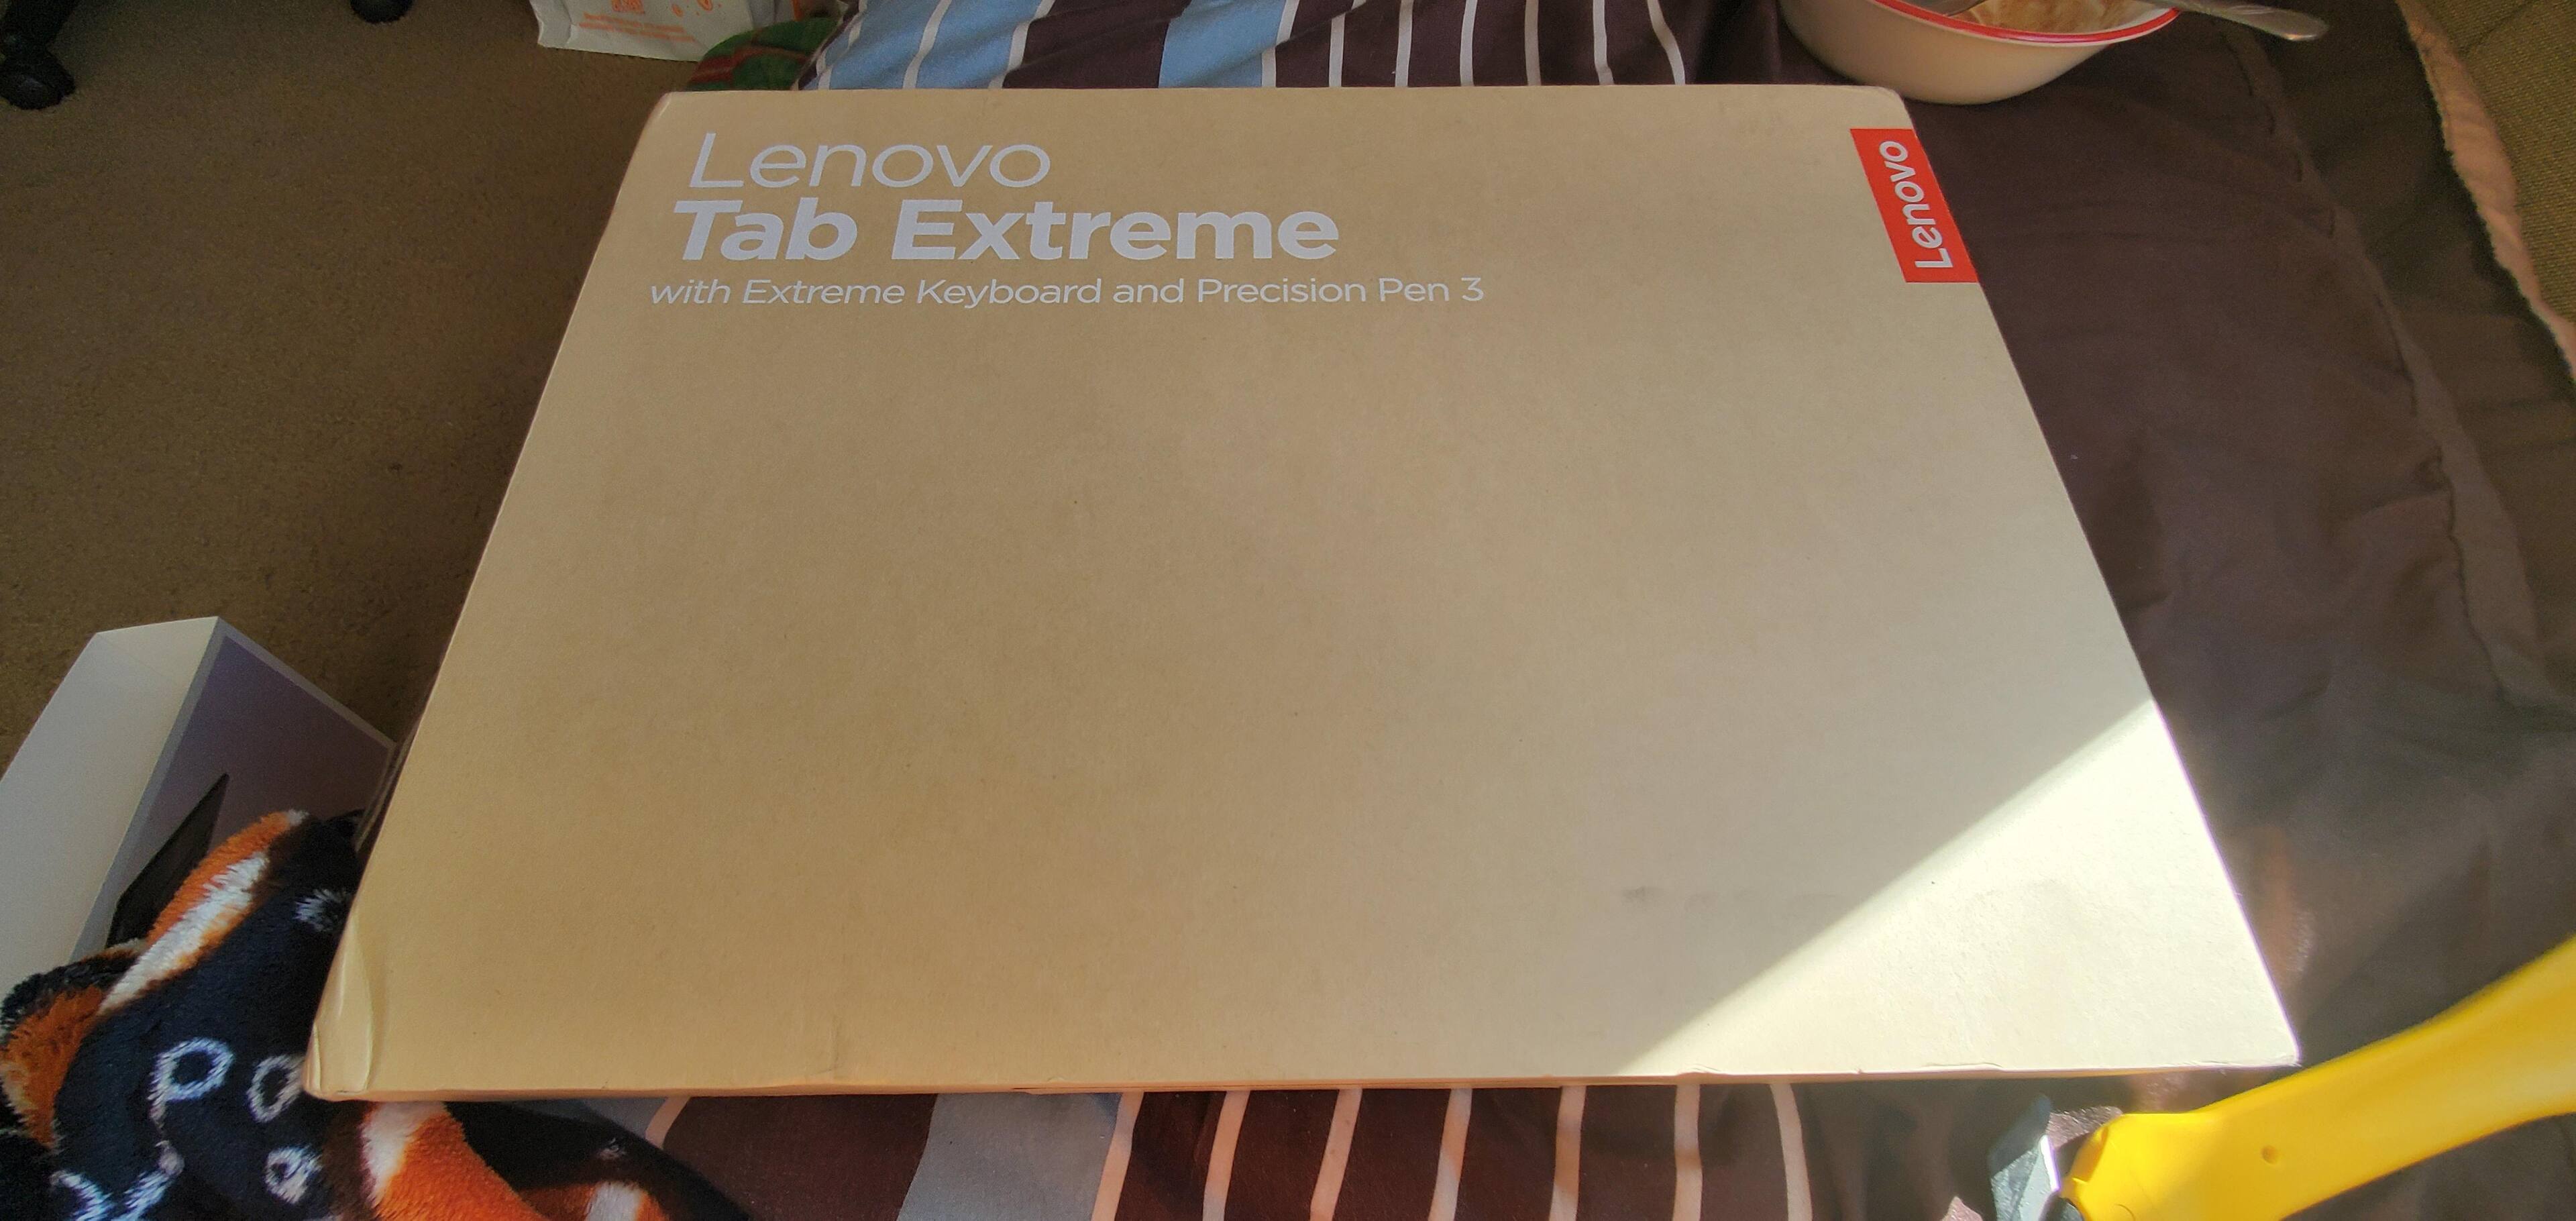 Lenovo
Tab Extreme
with Extreme Keyboard and Precision Pen 3
Lenovo